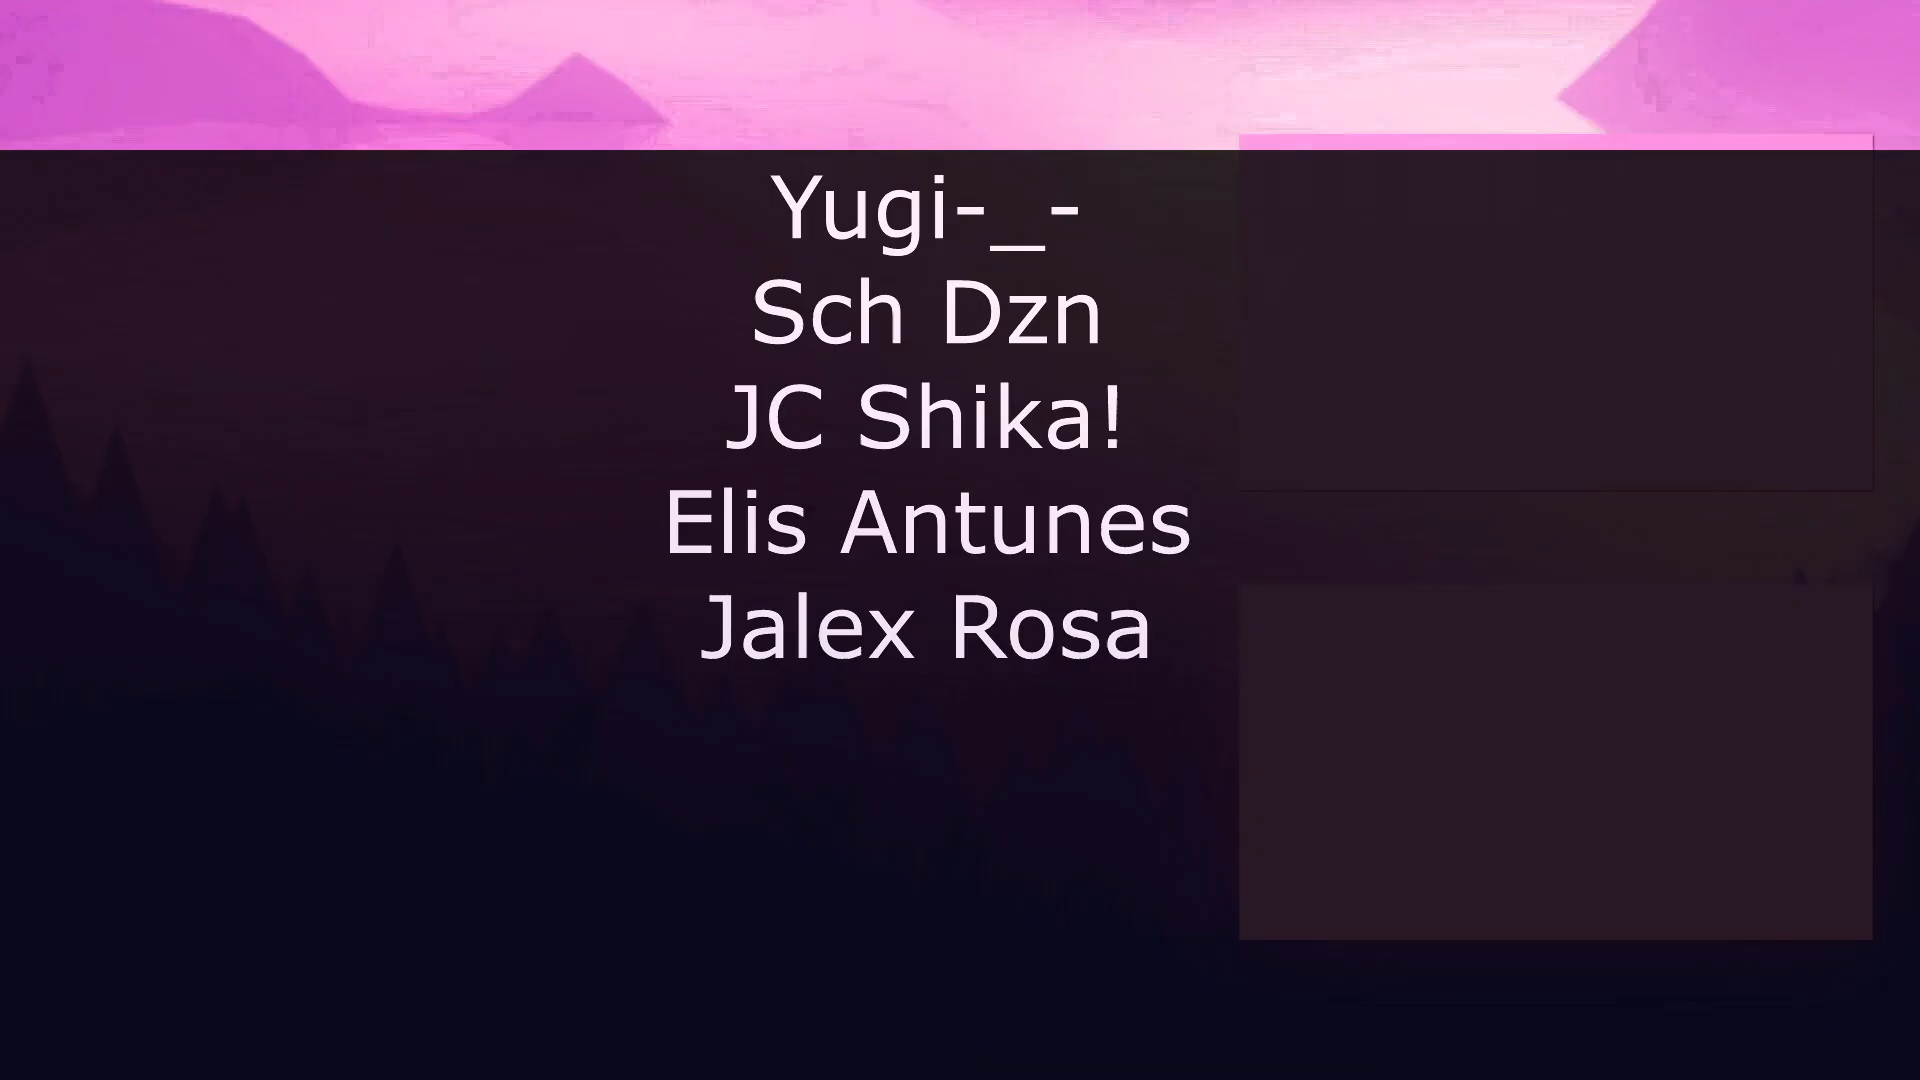 Yugi-_-
Sch Dzn
JC Shika!
Elis Antunes
Jalex Rosa